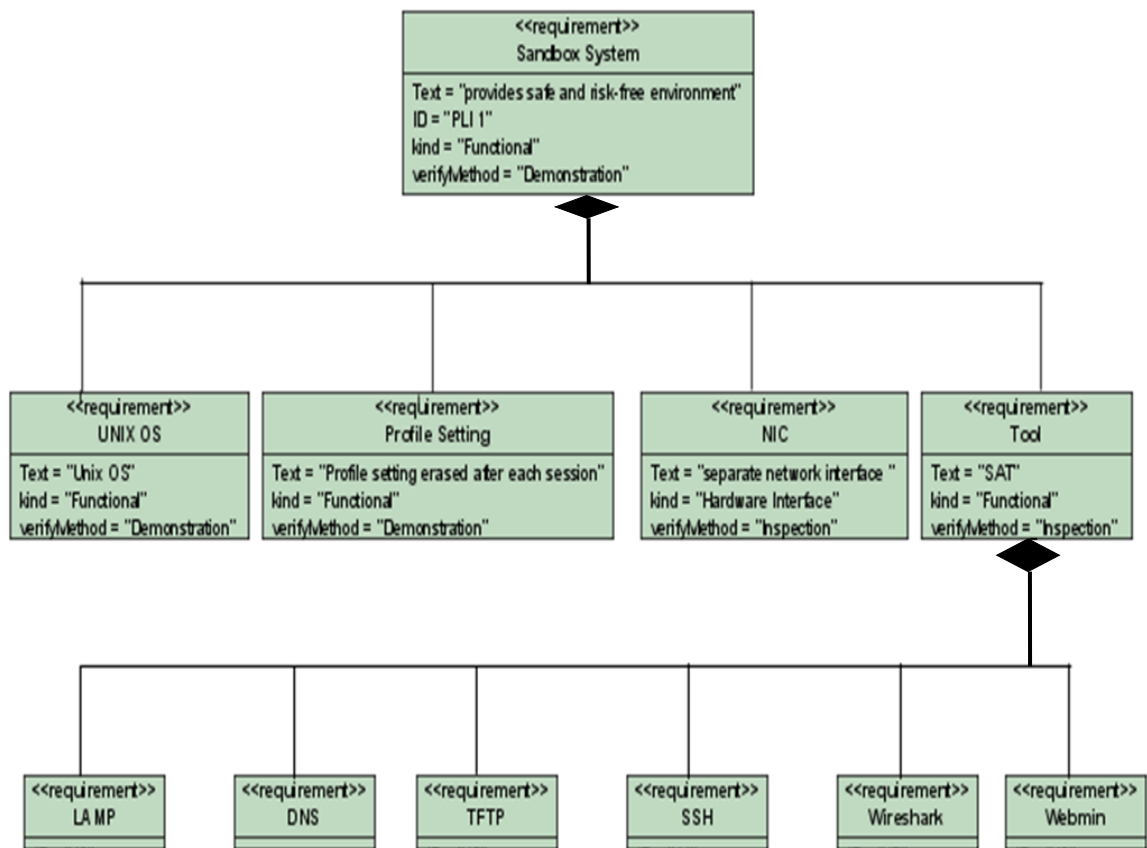 <<requirement>>
Sandbox System
Text = "provides safe and risk-free environment"
ID = "PLI 1"
kind = "Functional"
verifyMethod = "Demonstration"
<<requirement>>
UNIX OS
Text = "Unix OS"
kind = "Functional"
verifyMethod = "Demonstration"
<<requirement>>
Profile Setting
Text = "Profile setting erased after each session"
kind = "Functional"
verifyMethod = "Demonstration"
<<requirement>>
NIC
Text = "separate network interface "
kind = "Hardware Interface"
verifyMethod = "Inspection"
<<requirement>>
Tool
Text = "SAT"
kind = "Functional"
verifyMethod = "Inspection"
<<requirement>>
LAMP
<<requirement>>
DNS
<<requirement>>
TFTP
<<requirement>>
SSH
<<requirement>>
Wireshark
<<requirement>>
Webmin